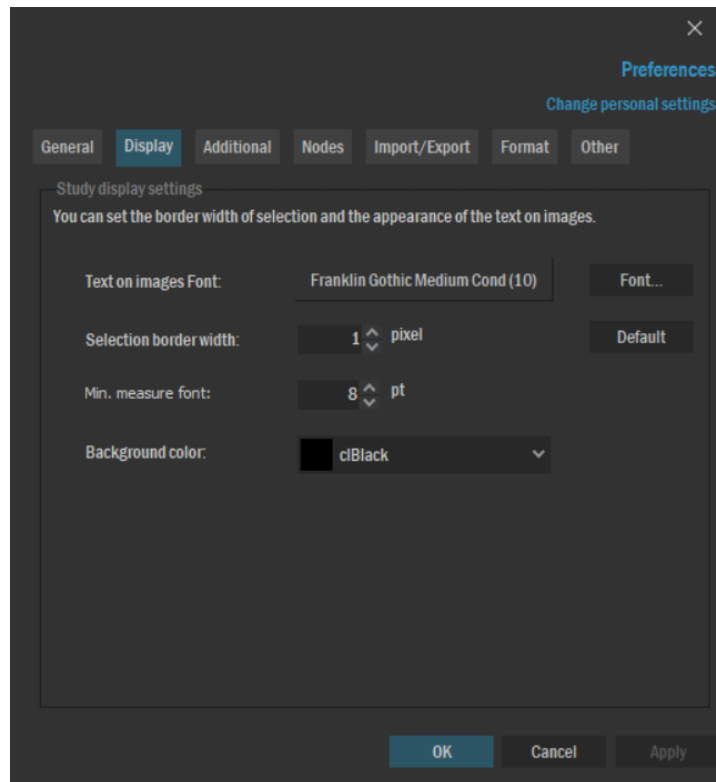 Preferences
Change personal settings
General Display Additional Nodes Import/Export Format Other
Study display settings
You can set the border width of selection and the appearance of the text on images.
Text on images Font: Franklin Gothic Medium Cond (10) Font...
Selection border width: 1 pixel Default
Min. measure font: 8 pt
Background color: clBlack
OK Cancel Apply